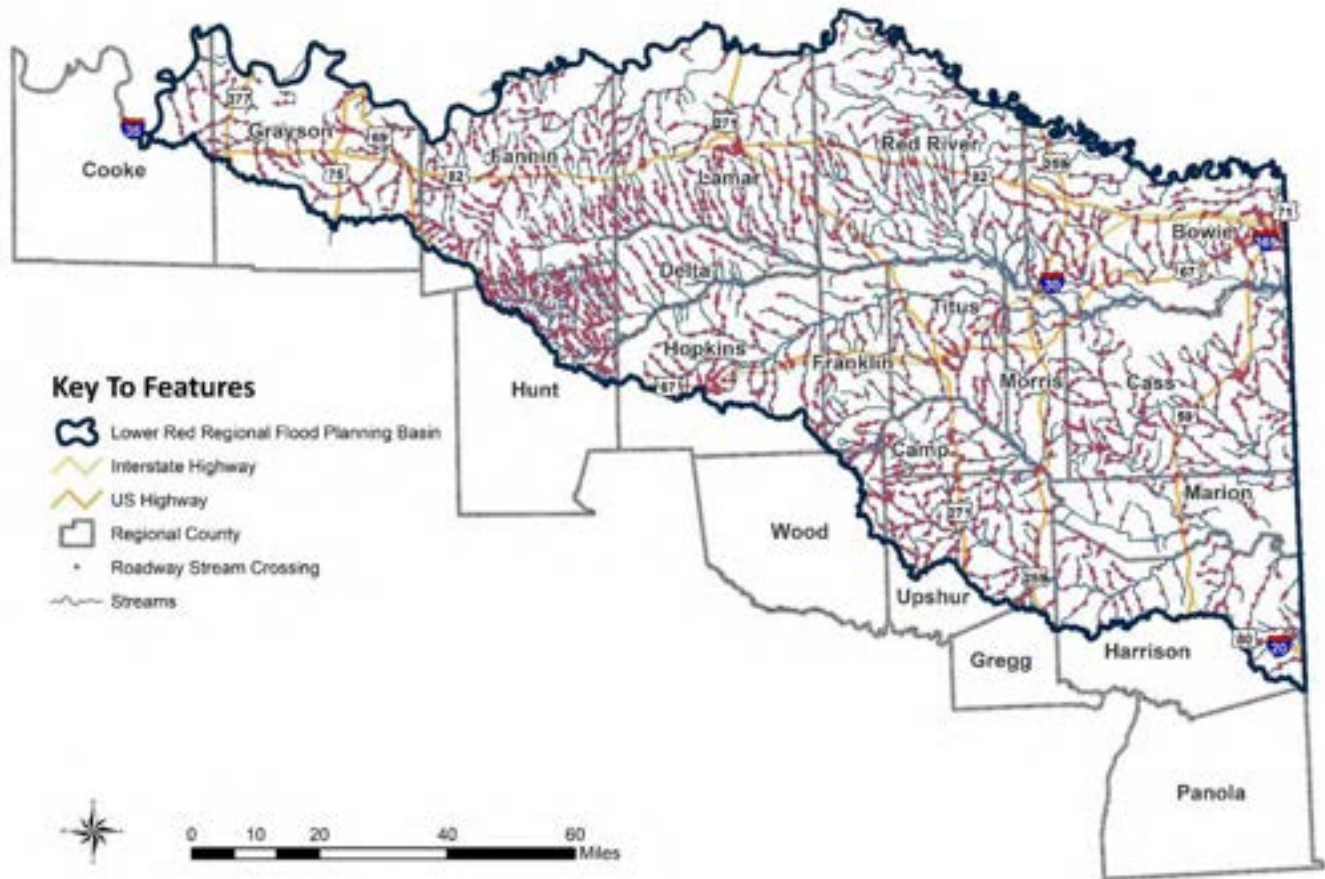 377
Grayson
69
30
Cooke
75
82
Fannin
271
Lamar
Red River
82
259
71
Bowie
67
30
Delta
Titus
Hopkins
Franklin
Morris
Cass
67
59
Hunt
Camp
Marion
271
Wood
Upshur
259
80
20
Gregg
Harrison
Panola
Key To Features
Lower Red Regional Flood Planning Basin
Interstate Highway
US Highway
Regional County
Roadway Stream Crossing
Streams
0 10 20 40 60
Miles